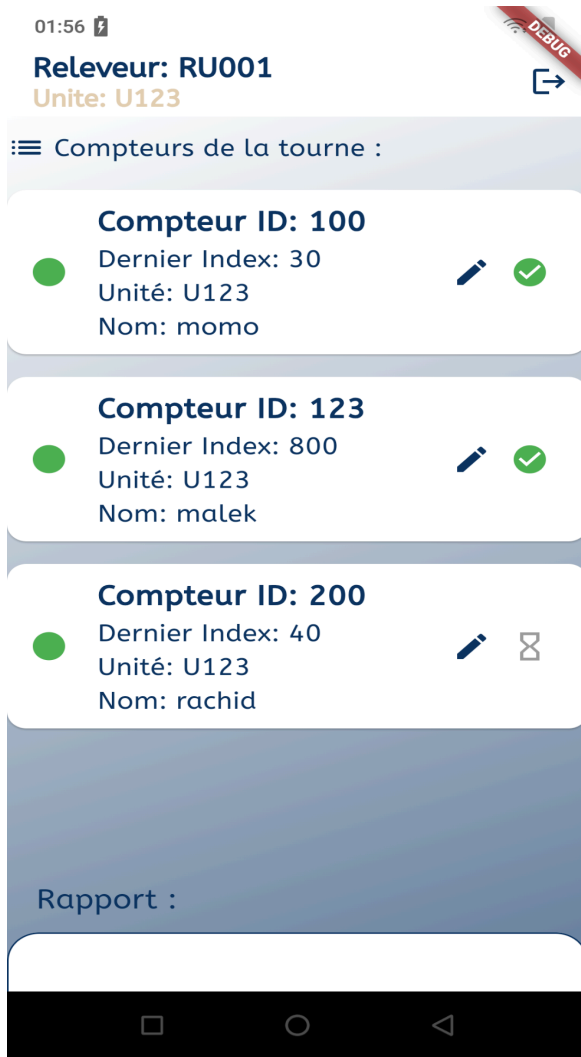 01:56
DEBUG
Releveur: RU001
Unite: U123
Compteurs de la tourne :
Compteur ID: 100
Dernier Index: 30
Unité: U123
Nom: momo
Compteur ID: 123
Dernier Index: 800
Unité: U123
Nom: malek
Compteur ID: 200
Dernier Index: 40
Unité: U123
Nom: rachid
Rapport :